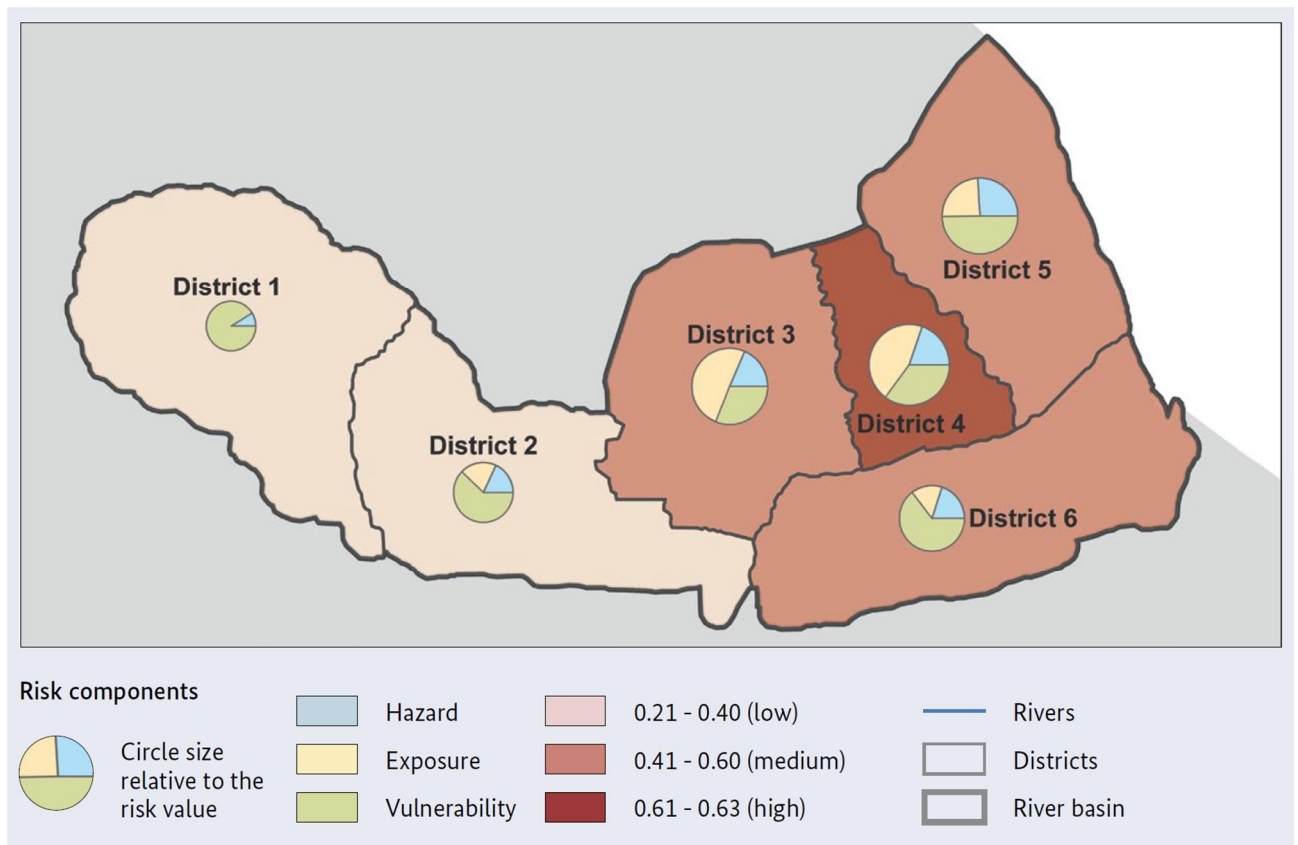 District 5
District 1
District 3
District 4
District 2
District 6
Risk components
Circle size
relative to the
risk value
Hazard
Exposure
Vulnerability
0.21 - 0.40 (low)
0.41 - 0.60 (medium)
0.61 - 0.63 (high)
Rivers
Districts
River basin